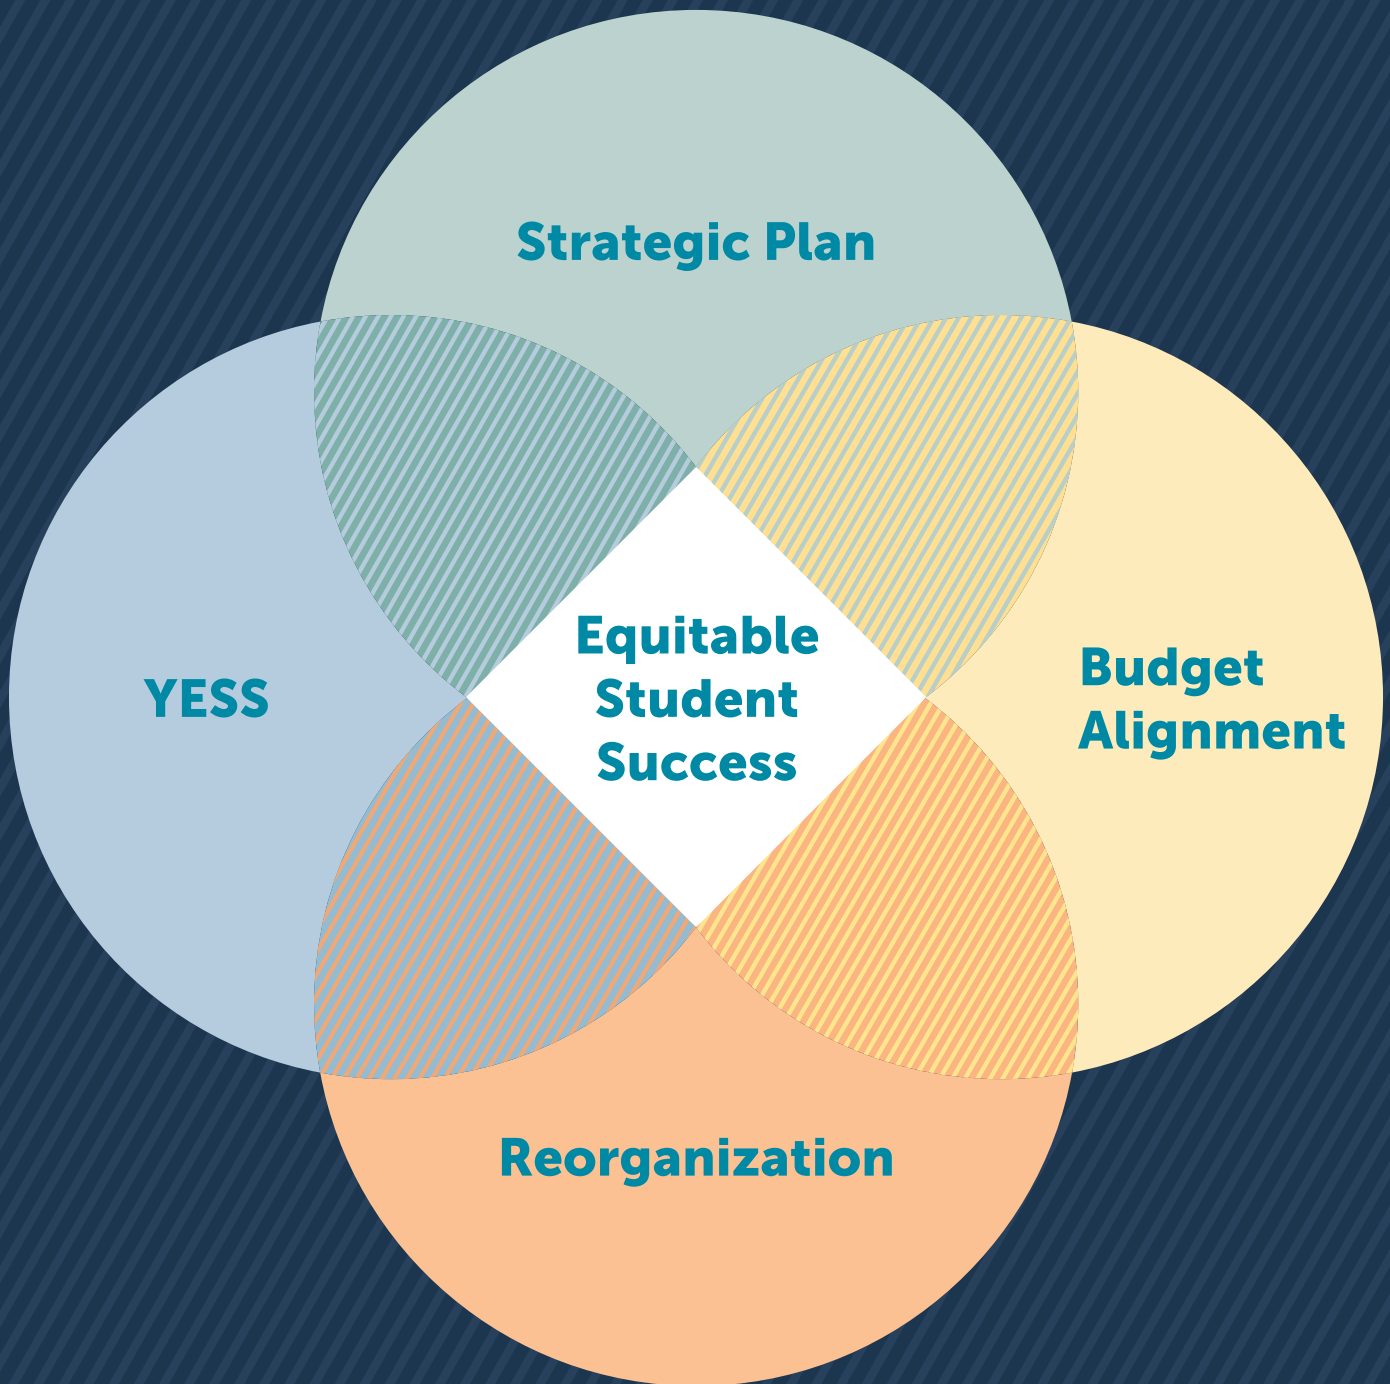 Strategic Plan
YESS
Equitable
Student
Success
Budget
Alignment
Reorganization